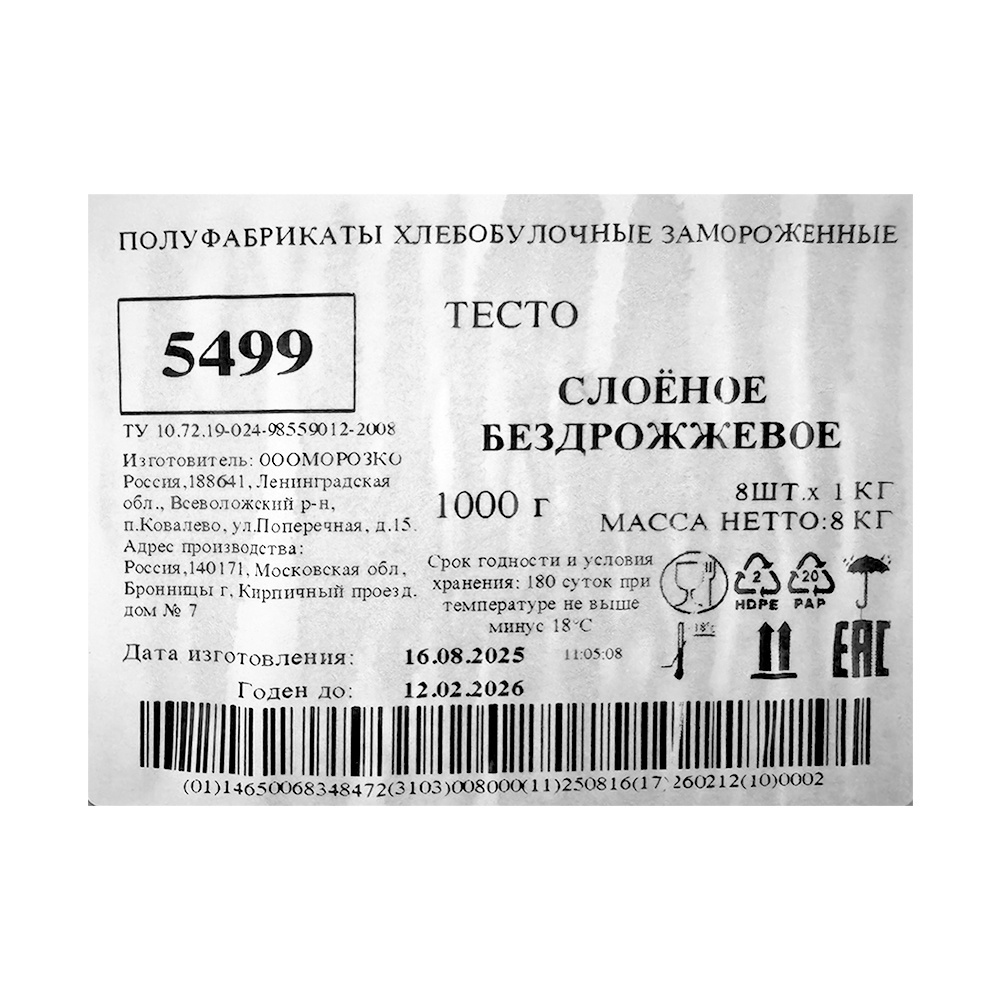 ПОЛУФАБРИКАТЫ ХЛЕБОБУЛОЧНЫЕ ЗАМОРОЖЕННЫЕ
5499
ТЕСТО
СЛОЁНОЕ
БЕЗДРОЖЖЕВОЕ
ТУ 10.72.19-024-98559012-2008
Изготовитель: ОООМОРОЗКО
Россия,188641, Ленинградская
обл., Всеволожский р-н,
п.Ковалево, ул.Поперечная, д.15.
Адрес производства:
Россия,140171, Московская обл,
Бронницы г, Кирпичный проезд.
дом № 7
1000 г
8ШТ.х 1 КГ
МАССА НЕТТО:8 КГ
Срок годности и условия
хранения: 180 суток при
температуре не выше
минус 18°С
2
HDPE
20
PAP
-18°C
EAC
Дата изготовления: 16.08.2025 11:05:08
Годен до: 12.02.2026
(01)14650068348472(3103)008000(11)250816(17)260212(10)0002